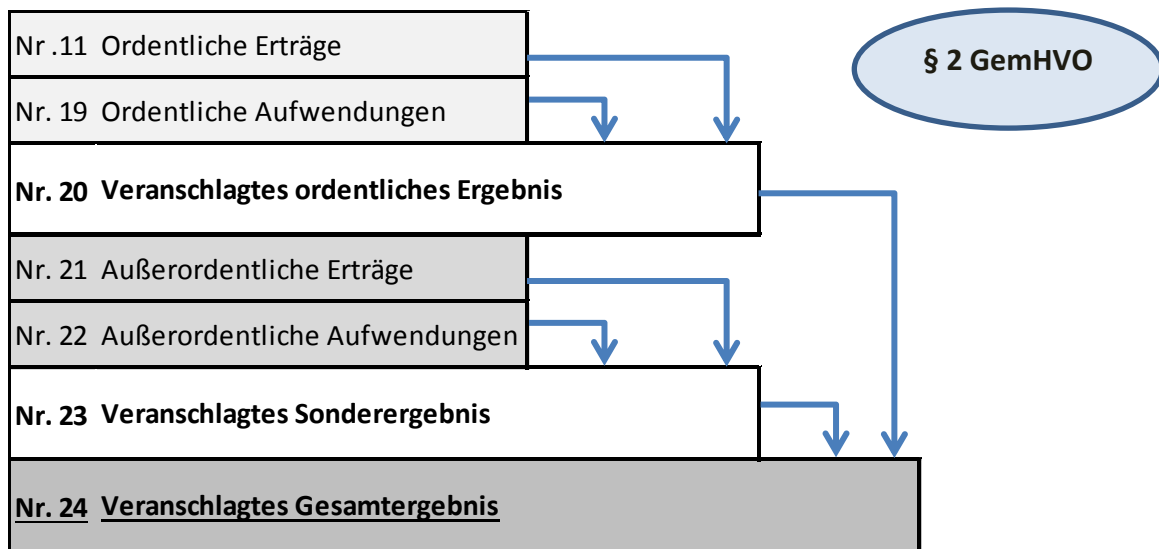 Nr .11 Ordentliche Erträge
§ 2 GemHVO
Nr. 19 Ordentliche Aufwendungen
Nr. 20 Veranschlagtes ordentliches Ergebnis
Nr. 21 Außerordentliche Erträge
Nr. 22 Außerordentliche Aufwendungen
Nr. 23 Veranschlagtes Sonderergebnis
Nr. 24 Veranschlagtes Gesamtergebnis